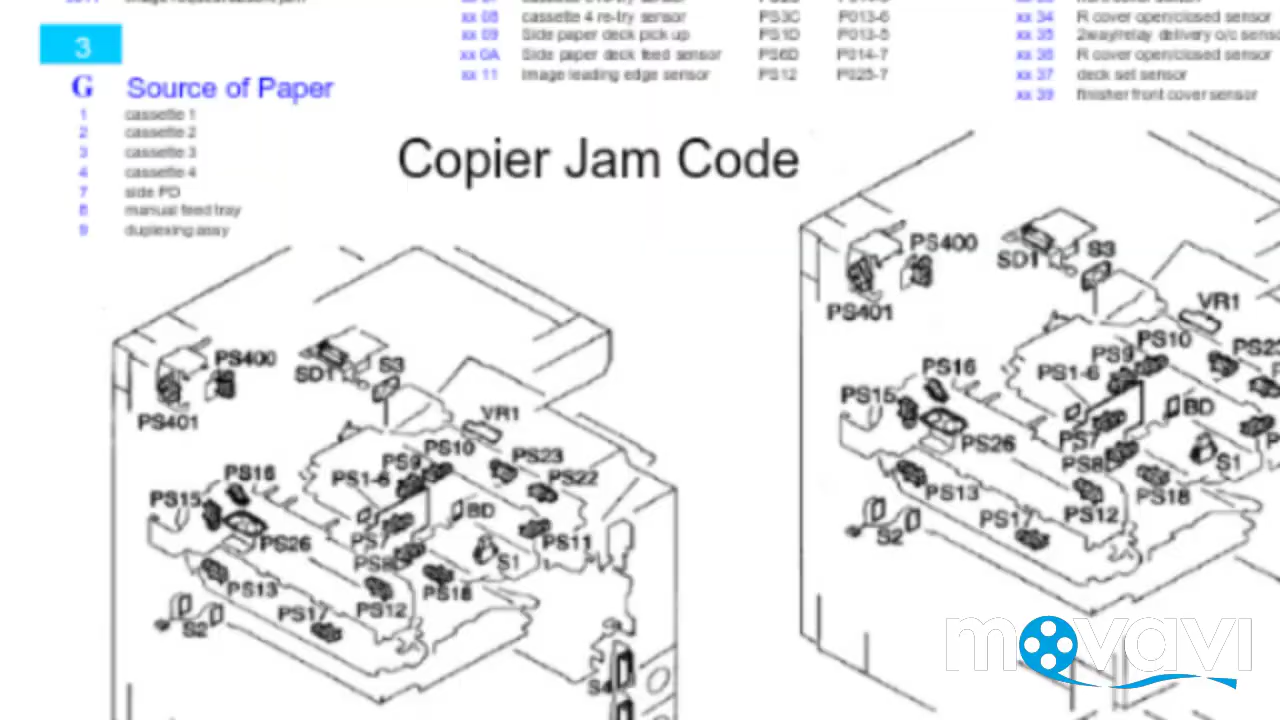 xx 08 cassette 4 re-try sensor PS3C P013-6
xx 09 Side paper deck pick up PS1D P013-5
xx 0A Side paper deck feed sensor PS6D P014-7
xx 11 Image leading edge sensor PS12 P025-7
xx 34 R cover open/closed sensor
xx 35 2way/relay delivery o/c
xx 36 R cover open/closed sensor
xx 37 deck set sensor
xx 39 finisher front cover sensor
3
G Source of Paper
1 cassette 1
2 cassette 2
3 cassette 3
4 cassette 4
7 side PD
8 manual feed tray
9 duplexing assy
Copier Jam Code
PS400
SD1
S3
PS401
VR1
PS10
PS9
PS23
PS16
PS1-6
PS22
PS15
BD
PS26
PS7
PS11
PS8
S1
PS13
PS18
PS12
PS17
S2
S4
PS400
SD1
S3
PS401
VR1
PS10
PS9
PS16
PS1-6
PS15
BD
PS26
PS7
PS8
S1
PS13
PS18
PS12
PS17
S2
movavi